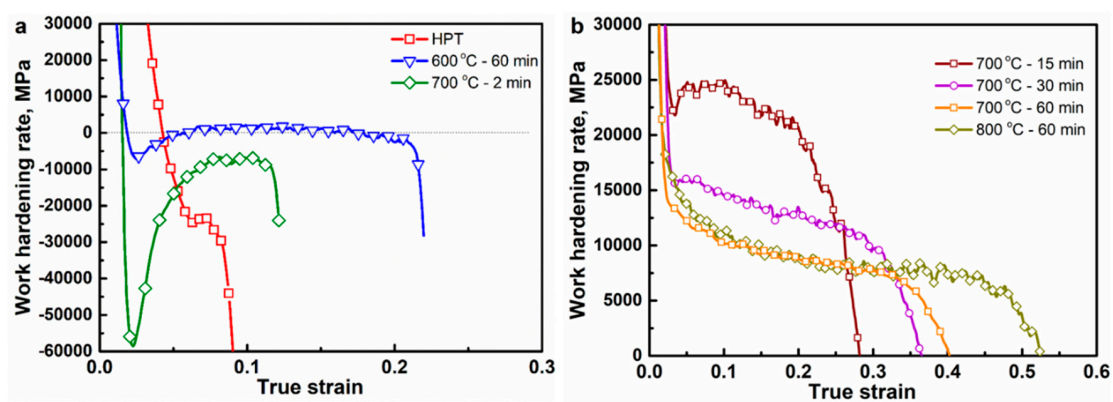 a
Work hardening rate, MPa
30000
20000
10000
0
-10000
-20000
-30000
-40000
-50000
-60000
HPT
600 °C - 60 min
700 °C - 2 min
0.0
0.1
0.2
0.3
True strain
b
Work hardening rate, MPa
30000
25000
20000
15000
10000
5000
0
700 °C - 15 min
700 °C - 30 min
700 °C - 60 min
800 °C - 60 min
0.0
0.1
0.2
0.3
0.4
0.5
0.6
True strain